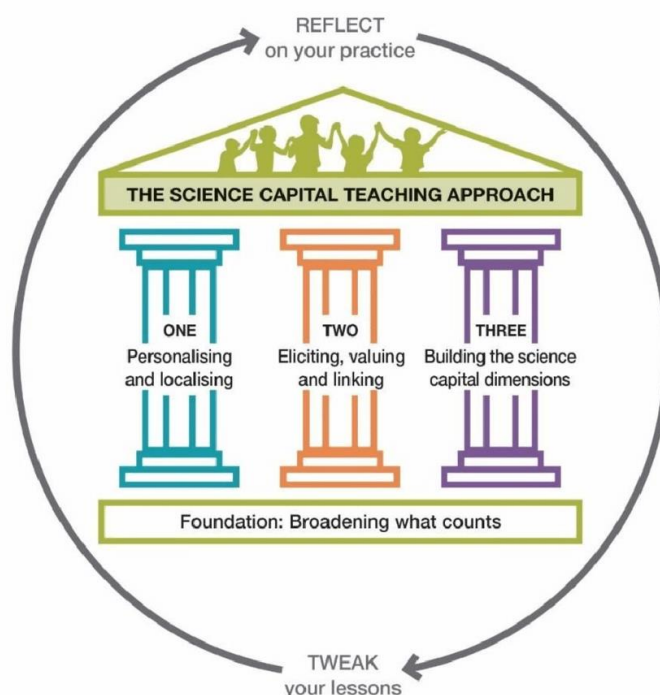 REFLECT
on your practice
THE SCIENCE CAPITAL TEACHING APPROACH
ONE
Personalising
and localising
TWO
Eliciting, valuing
and linking
THREE
Building the science
capital dimensions
Foundation: Broadening what counts
TWEAK
your lessons